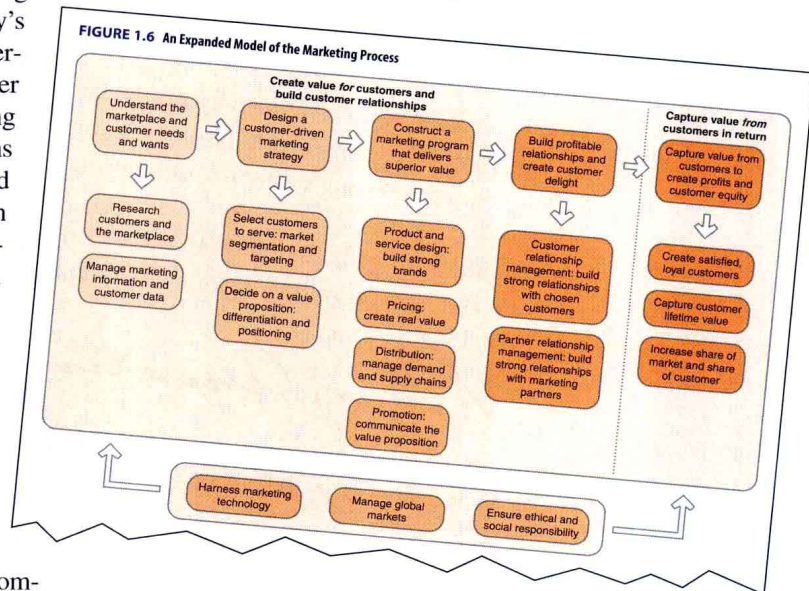 y's
er-
er
FIGURE 1.6 An Expanded Model of the Marketing Process
Create value for customers and
build customer relationships
Capture value from
customers in return
Understand the
marketplace and
customer needs
and wants
Research
customers and
the marketplace
Manage marketing
information and
customer data
Design a
customer-driven
marketing
strategy
Select customers
to serve: market
segmentation and
targeting
Decide on a value
proposition:
differentiation and
positioning
Construct a
marketing program
that delivers
superior value
Product and
service design:
build strong
brands
Pricing:
create real value
Distribution:
manage demand
and supply chains
Promotion:
communicate the
value proposition
Build profitable
relationships and
create customer
delight
Customer
relationship
management: build
strong relationships
with chosen
customers
Partner relationship
management: build
strong relationships
with marketing
partners
Capture value from
customers to
create profits and
customer equity
Create satisfied,
loyal customers
Capture customer
lifetime value
Increase share of
market and share
of customer
Harness marketing
technology
Manage global
markets
Ensure ethical and
social responsibility
om-